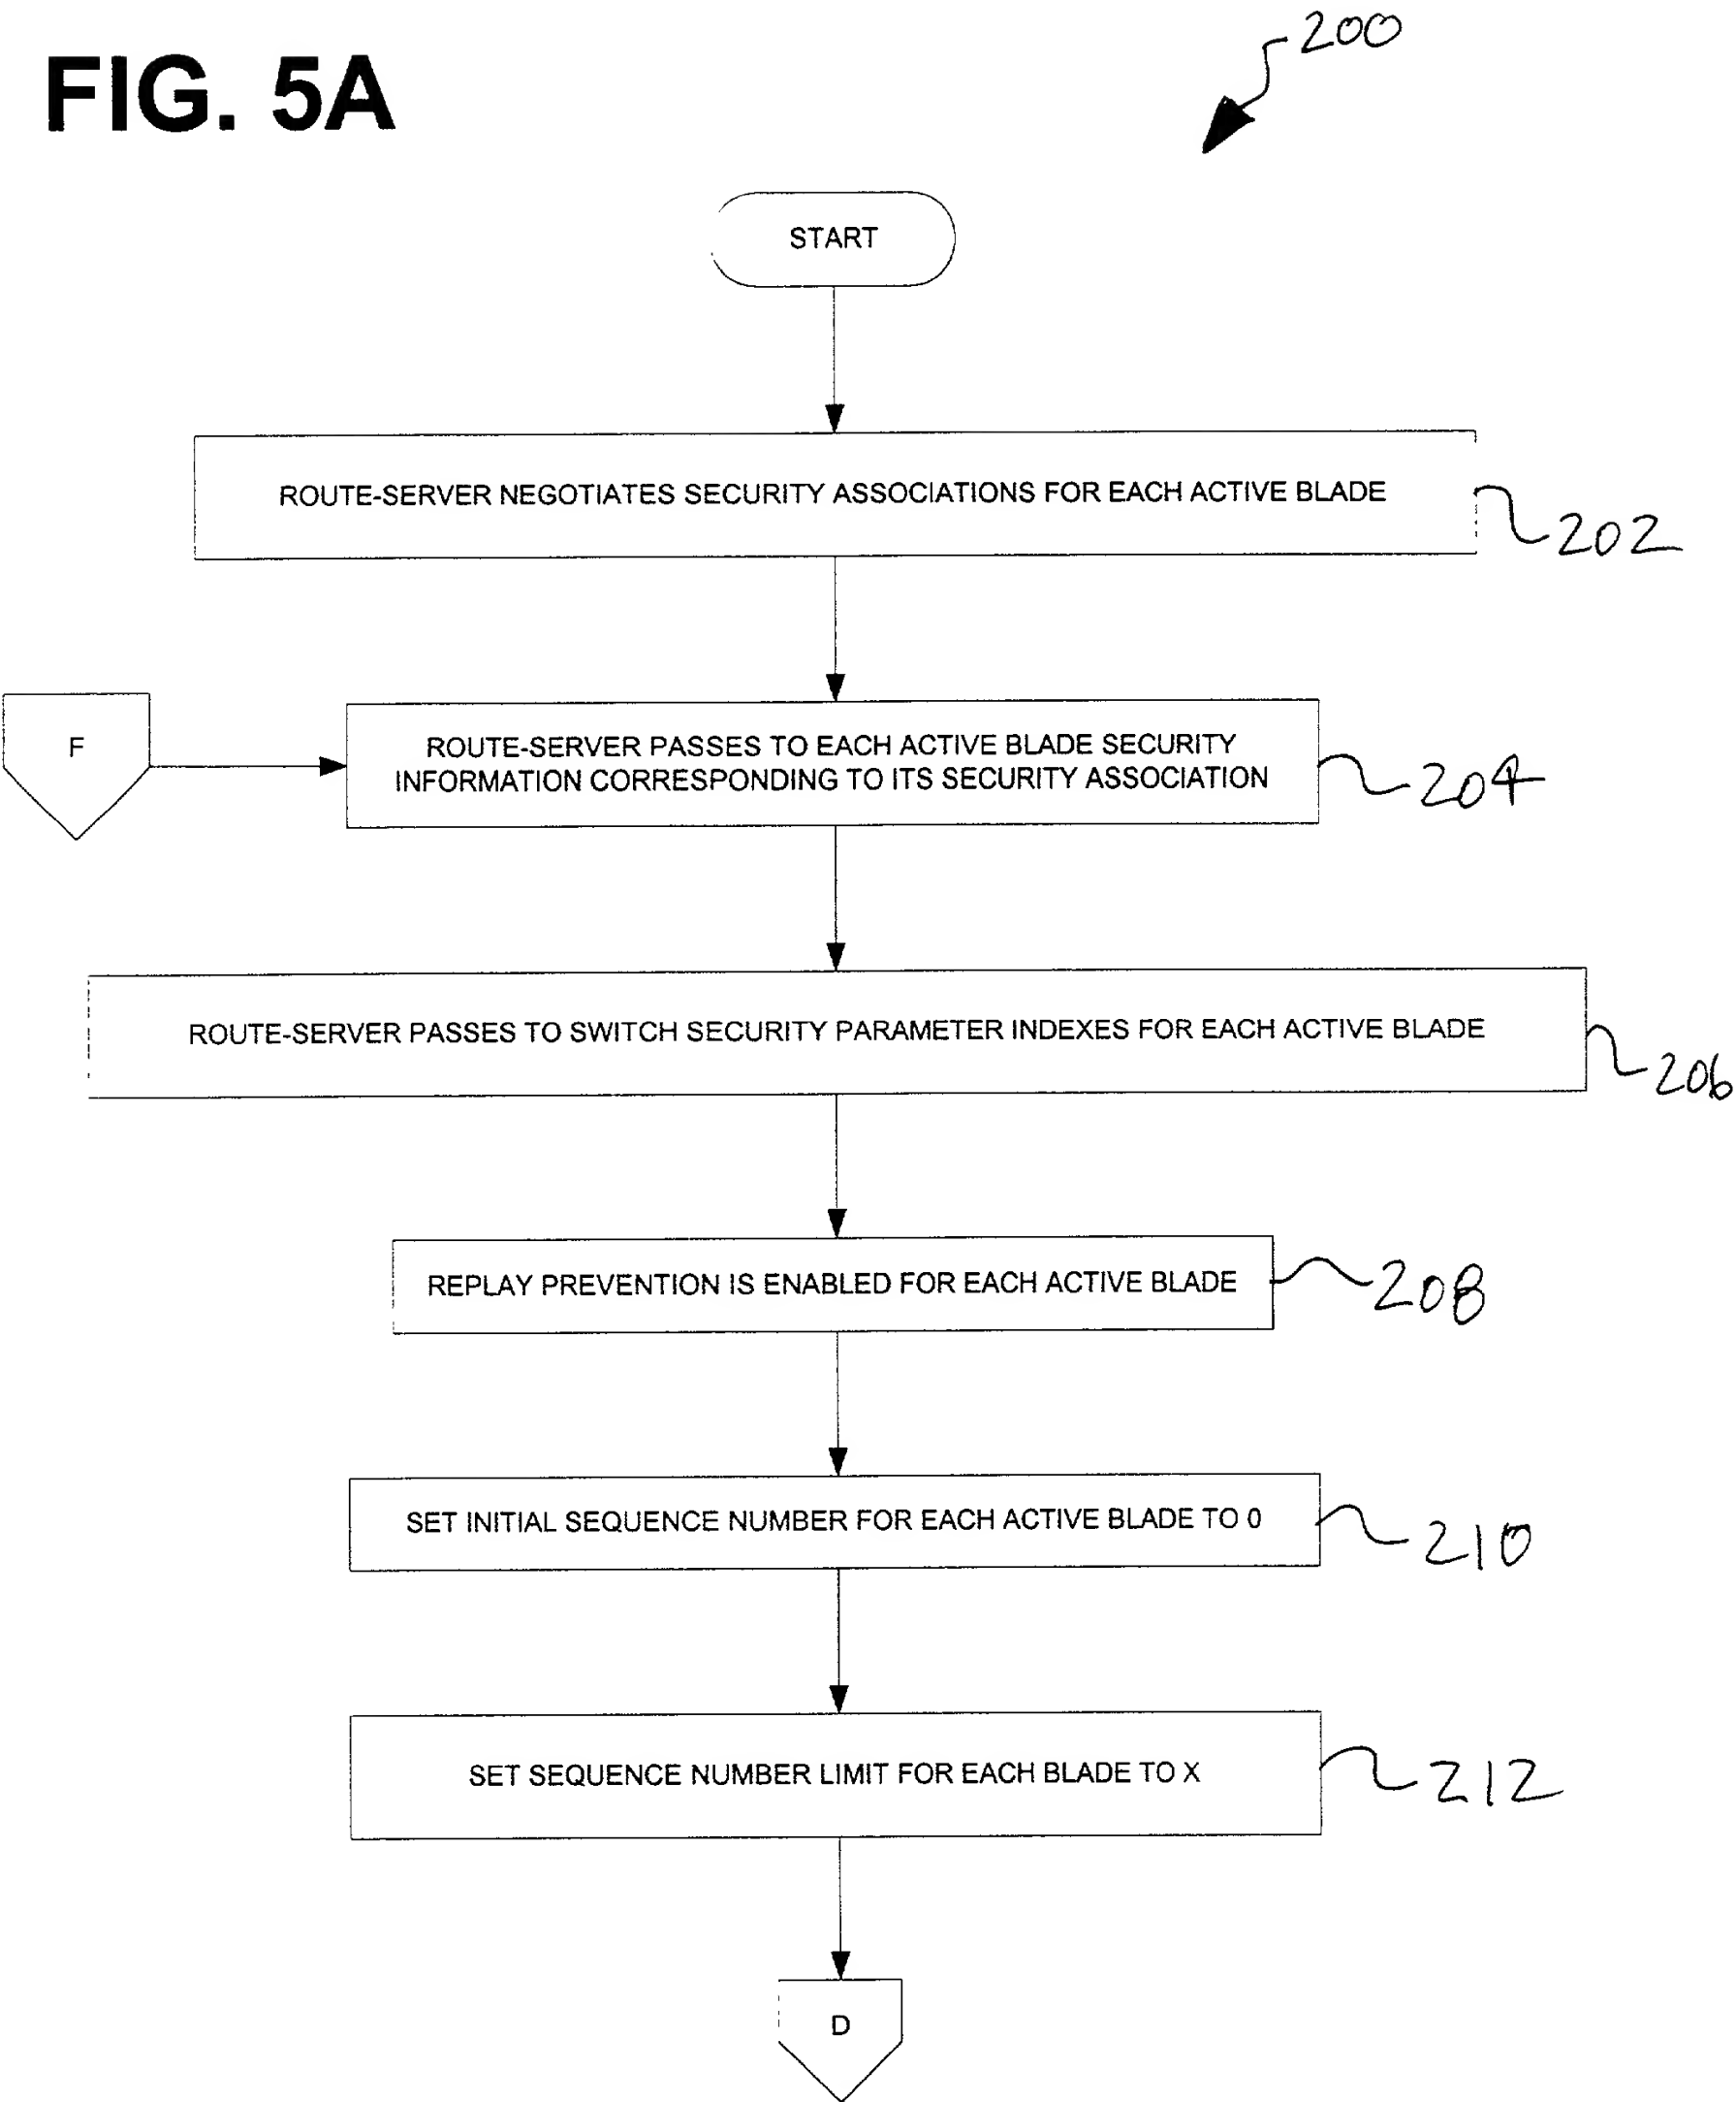 FIG. 5A
200
START
ROUTE-SERVER NEGOTIATES SECURITY ASSOCIATIONS FOR EACH ACTIVE BLADE
202
F
ROUTE-SERVER PASSES TO EACH ACTIVE BLADE SECURITY
INFORMATION CORRESPONDING TO ITS SECURITY ASSOCIATION
204
ROUTE-SERVER PASSES TO SWITCH SECURITY PARAMETER INDEXES FOR EACH ACTIVE BLADE
206
REPLAY PREVENTION IS ENABLED FOR EACH ACTIVE BLADE
208
SET INITIAL SEQUENCE NUMBER FOR EACH ACTIVE BLADE TO 0
210
SET SEQUENCE NUMBER LIMIT FOR EACH BLADE TO X
212
D